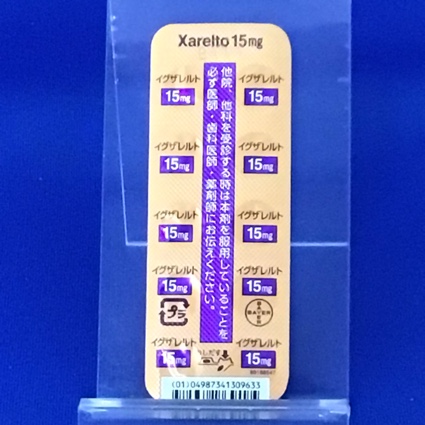 Xarelto 15mg
イグザレルト イグザレルト
15mg 15mg
イグザレルト イグザレルト
15mg 15mg
イグザレルト イグザレルト
15mg 15mg
イグザレルト イグザレルト
15mg 15mg
イグザレルト イグザレルト
15mg 15mg
他院、他科を受診する時は本剤を服用していることを
必ず医師・歯科医師・薬剤師にお伝えください。
プラ
BAYER
BAYER
(01)04987341309633